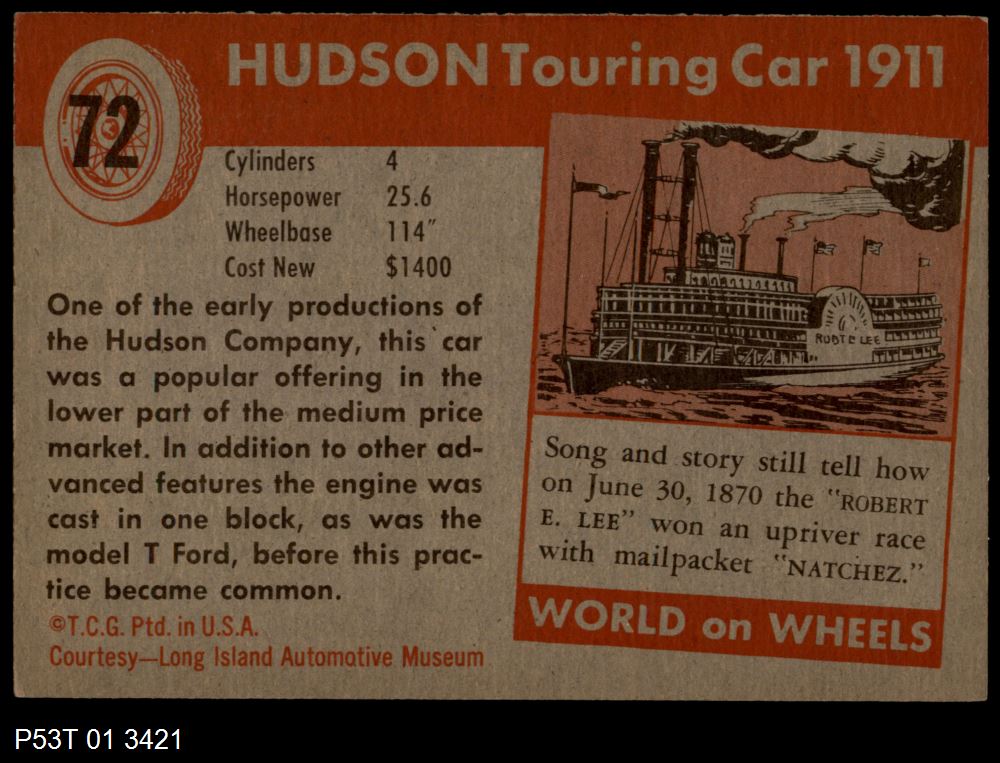 HUDSON Touring Car 1911
72
Cylinders 4
Horsepower 25.6
Wheelbase 114"
Cost New $1400
One of the early productions of
the Hudson Company, this car
was a popular offering in the
lower part of the medium price
market. In addition to other ad-
vanced features the engine was
cast in one block, as was the
model T Ford, before this prac-
tice became common.
©T.C.G. Ptd. in U.S.A.
Courtesy—Long Island Automotive Museum
ROBT E LEE
Song and story still tell how
on June 30, 1870 the "ROBERT
E. LEE" won an upriver race
with mailpacket "NATCHEZ."
WORLD on WHEELS
P53T 01 3421